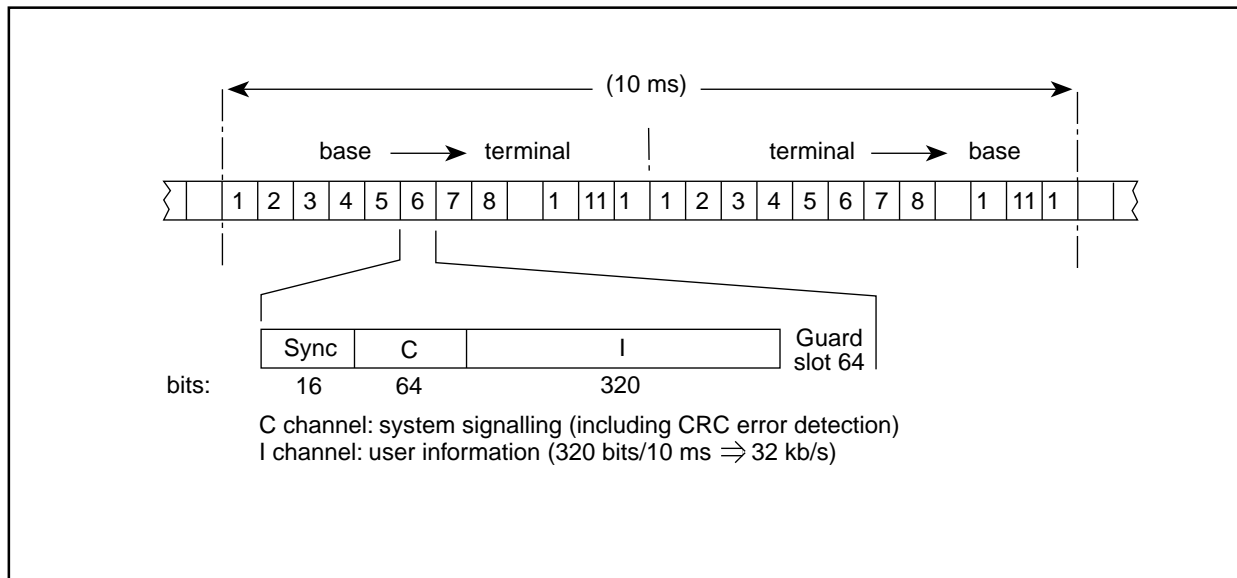 (10 ms)
base terminal terminal base
1 2 3 4 5 6 7 8 1 11 1 1 2 3 4 5 6 7 8 1 11 1
Sync C I Guard
slot 64
bits: 16 64 320
C channel: system signalling (including CRC error detection)
I channel: user information (320 bits/10 ms ⇒ 32 kb/s)